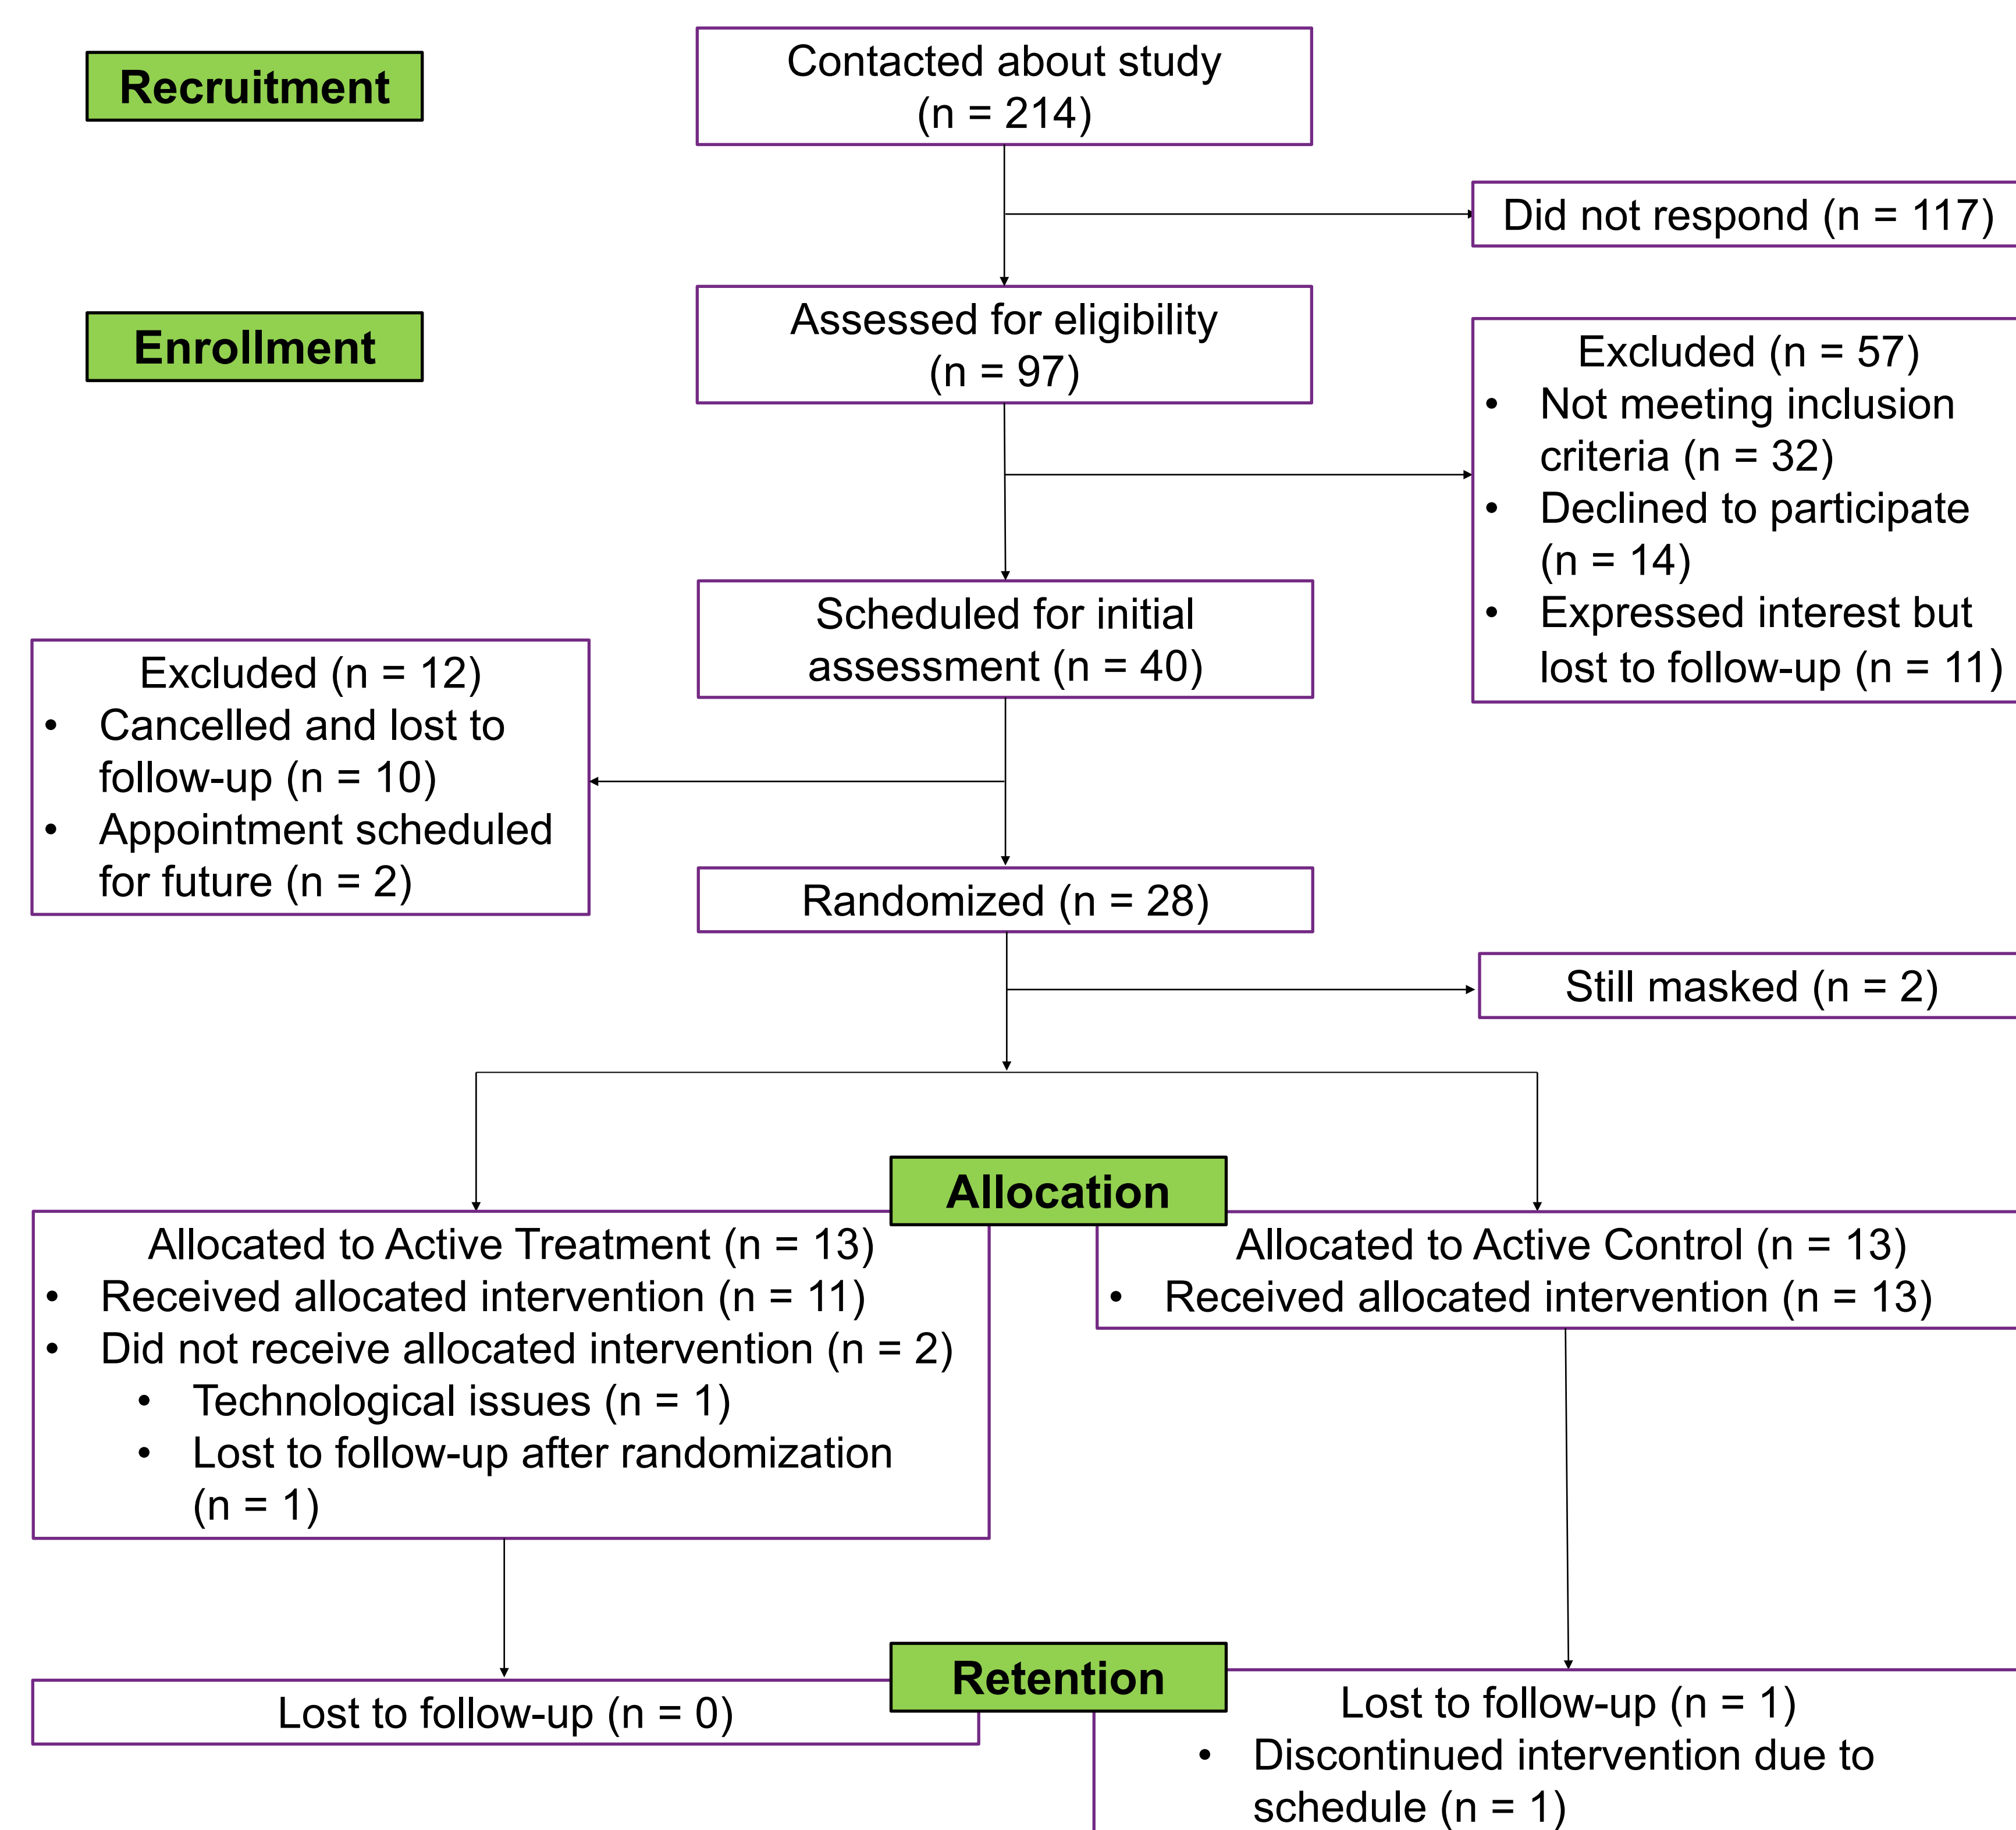 Recruitment
Contacted about study
(n = 214)
Did not respond (n = 117)
Enrollment
Assessed for eligibility
(n = 97)
Excluded (n = 57)
• Not meeting inclusion
criteria (n = 32)
• Declined to participate
(n = 14)
• Expressed interest but
lost to follow-up (n = 11)
Scheduled for initial
assessment (n = 40)
Excluded (n = 12)
• Cancelled and lost to
follow-up (n = 10)
• Appointment scheduled
for future (n = 2)
Randomized (n = 28)
Still masked (n = 2)
Allocation
Allocated to Active Treatment (n = 13)
• Received allocated intervention (n = 11)
• Did not receive allocated intervention (n = 2)
• Technological issues (n = 1)
• Lost to follow-up after randomization
(n = 1)
Allocated to Active Control (n = 13)
• Received allocated intervention (n = 13)
Retention
Lost to follow-up (n = 0)
Lost to follow-up (n = 1)
• Discontinued intervention due to
schedule (n = 1)